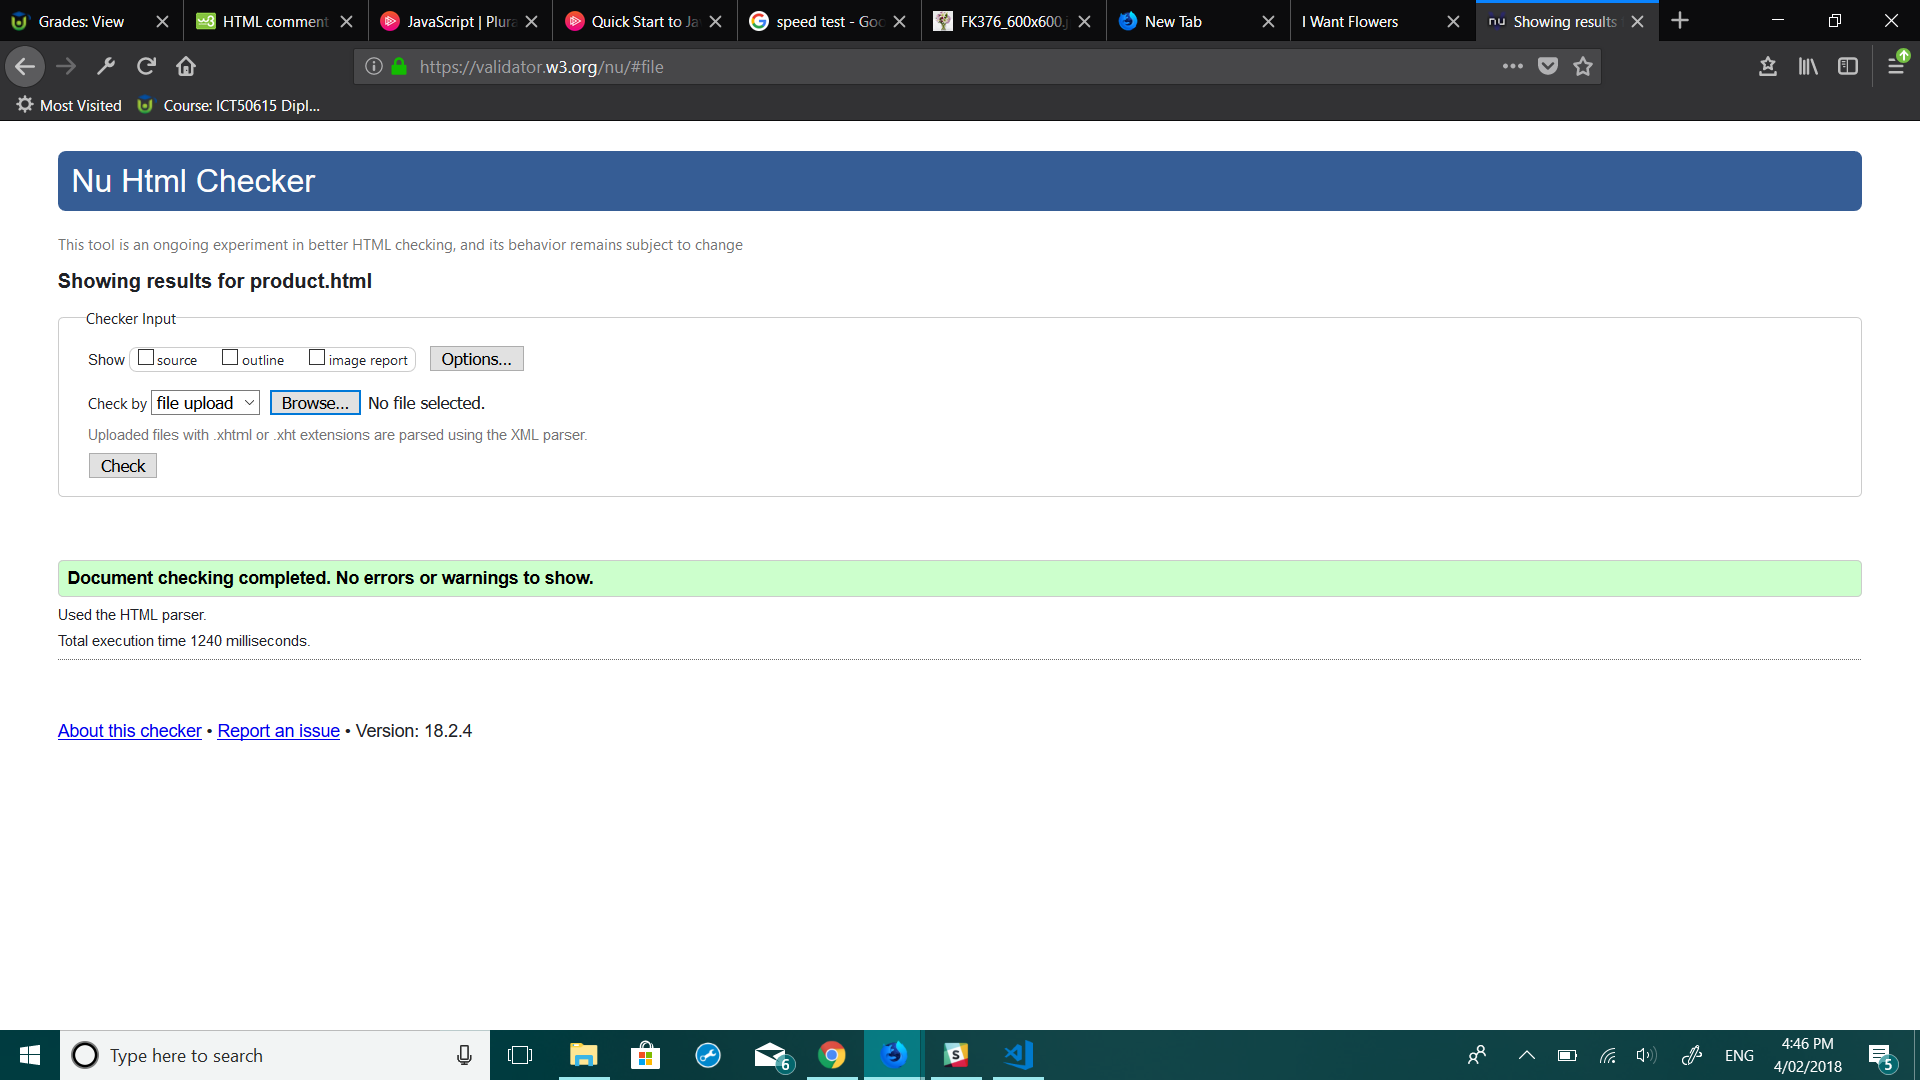 Grades: View
HTML comment
JavaScript | Plura
Quick Start to Ja
speed test - Goo
FK376_600x600.j
New Tab
I Want Flowers
Showing results
https://validator.w3.org/nu/#file
Most Visited
Course: ICT50615 Dipl...
Nu Html Checker
This tool is an ongoing experiment in better HTML checking, and its behavior remains subject to change
Showing results for product.html
Checker Input
Show source outline image report Options...
Check by file upload Browse... No file selected.
Uploaded files with .xhtml or .xht extensions are parsed using the XML parser.
Check
Document checking completed. No errors or warnings to show.
Used the HTML parser.
Total execution time 1240 milliseconds.
About this checker • Report an issue • Version: 18.2.4
Type here to search
6
ENG
4:46 PM
4/02/2018
5